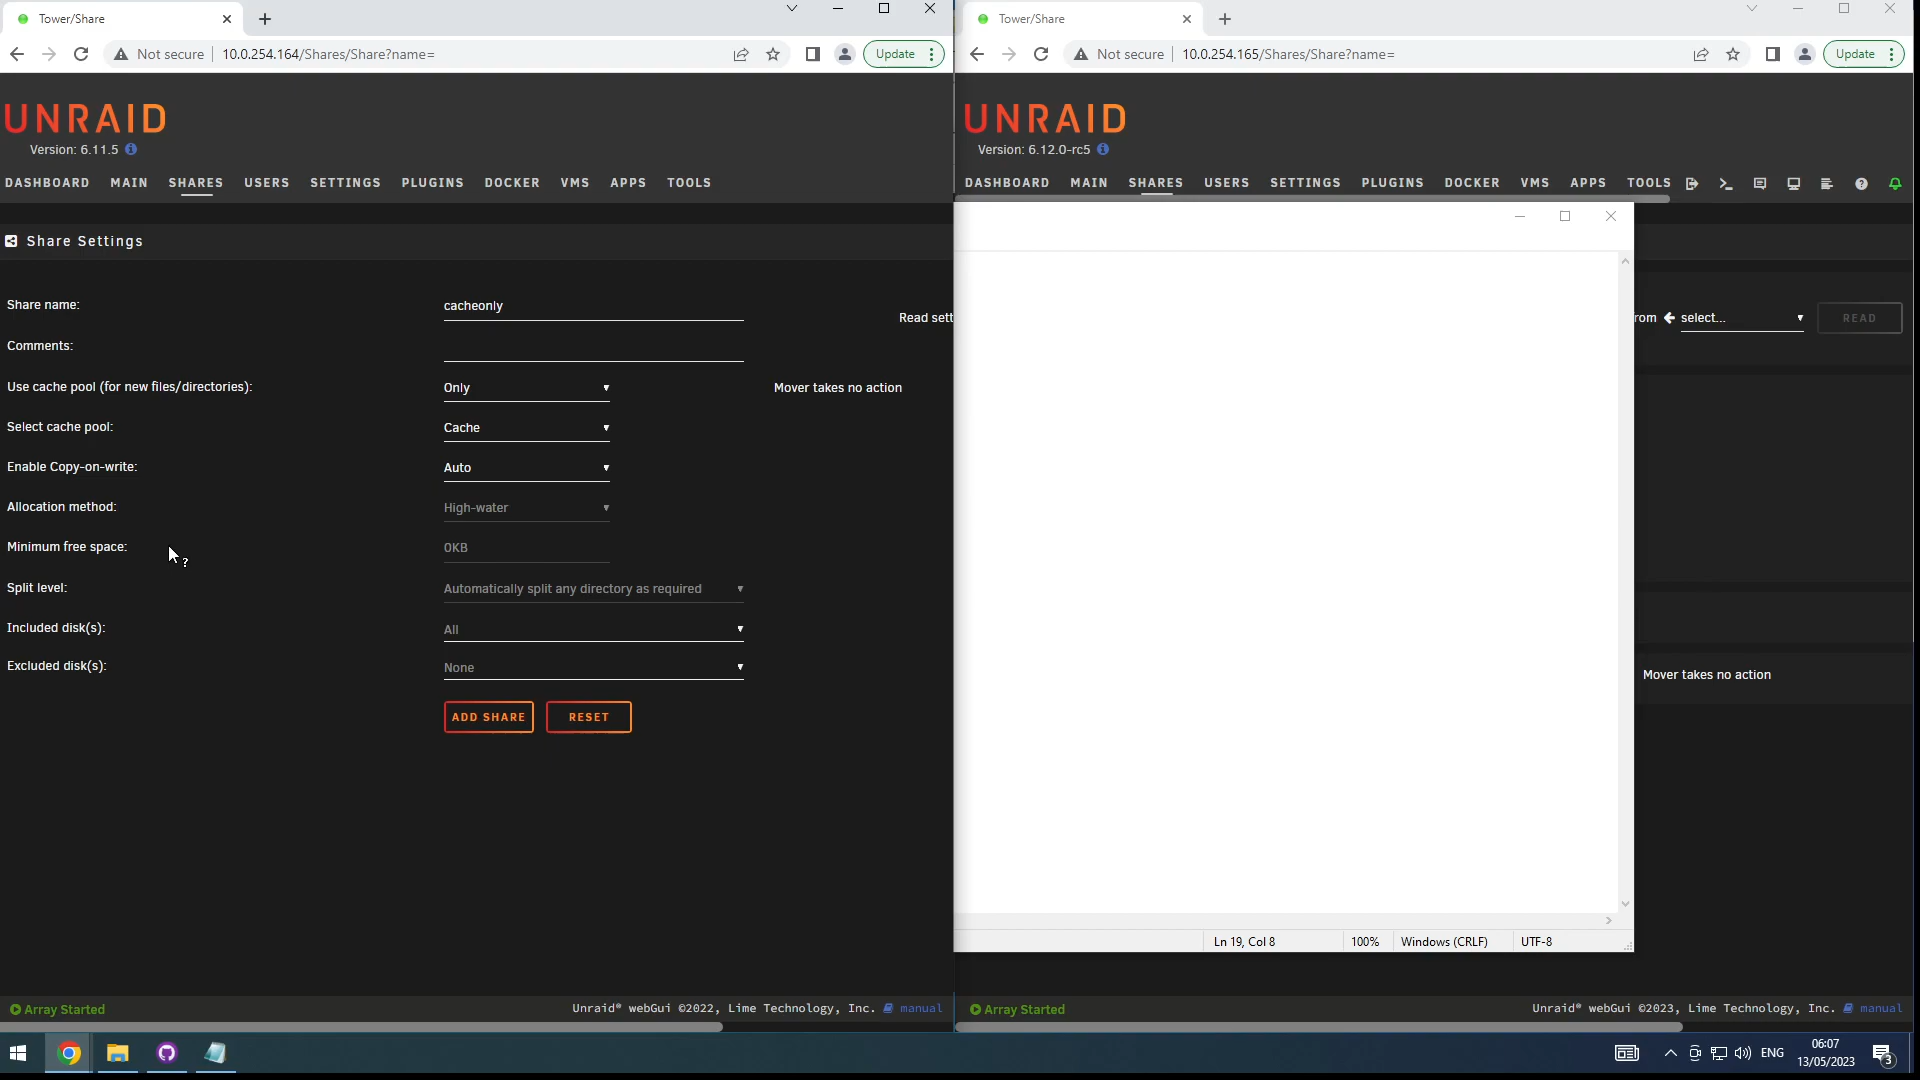 Tower/Share
Not secure
10.0.254.164/Shares/Share?name=
Update
UNRAID
Version: 6.11.5
DASHBOARD MAIN SHARES USERS SETTINGS PLUGINS DOCKER VMS APPS TOOLS
Share Settings
Share name:
cacheonly
Read sett
Comments:
Use cache pool (for new files/directories):
Only
Mover takes no action
Select cache pool:
Cache
Enable Copy-on-write:
Auto
Allocation method:
High-water
Minimum free space:
0KB
Split level:
Automatically split any directory as required
Included disk(s):
All
Excluded disk(s):
None
ADD SHARE
RESET
Array Started
Unraid® webGui ©2022, Lime Technology, Inc. manual
Tower/Share
Not secure
10.0.254.165/Shares/Share?name=
Update
UNRAID
Version: 6.12.0-rc5
DASHBOARD MAIN SHARES USERS SETTINGS PLUGINS DOCKER VMS APPS TOOLS
rom
select...
READ
Mover takes no action
Ln 19, Col 8
100%
Windows (CRLF)
UTF-8
Array Started
Unraid® webGui ©2023, Lime Technology, Inc. manual
ENG
06:07
13/05/2023
3